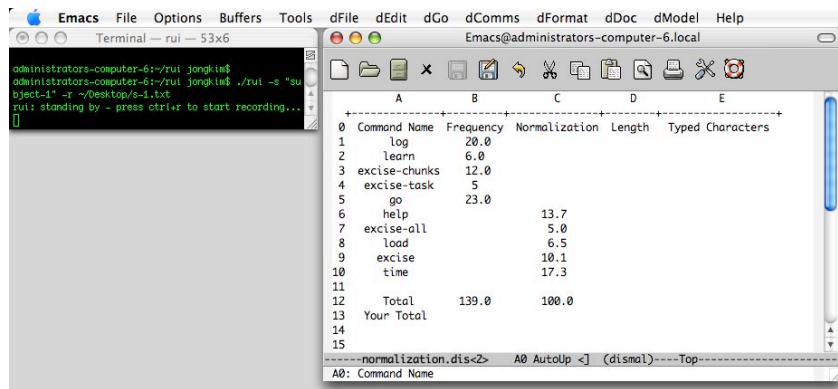 Emacs File Options Buffers Tools dFile dEdit dGo dComms dFormat dDoc dModel Help
Terminal — rui — 53x6
administrators-computer-6:~/rui jongkim$
administrators-computer-6:~/rui jongkim$ ./rui -s "su
bject-1" -r ~/Desktop/s-1.txt
rui: standing by - press ctrl+r to start recording...
Emacs@administrators-computer-6.local
A B C D E
+---------------+----------+---------------+--------+--------------------+
0 Command Name Frequency Normalization Length Typed Characters
1 log 20.0
2 learn 6.0
3 excise-chunks 12.0
4 excise-task 5
5 go 23.0
6 help 13.7
7 excise-all 5.0
8 load 6.5
9 excise 10.1
10 time 17.3
11
12 Total 139.0 100.0
13 Your Total
14
15
------normalization.dis<2> A0 AutoUp <] (dismal)----Top-----------------------
A0: Command Name